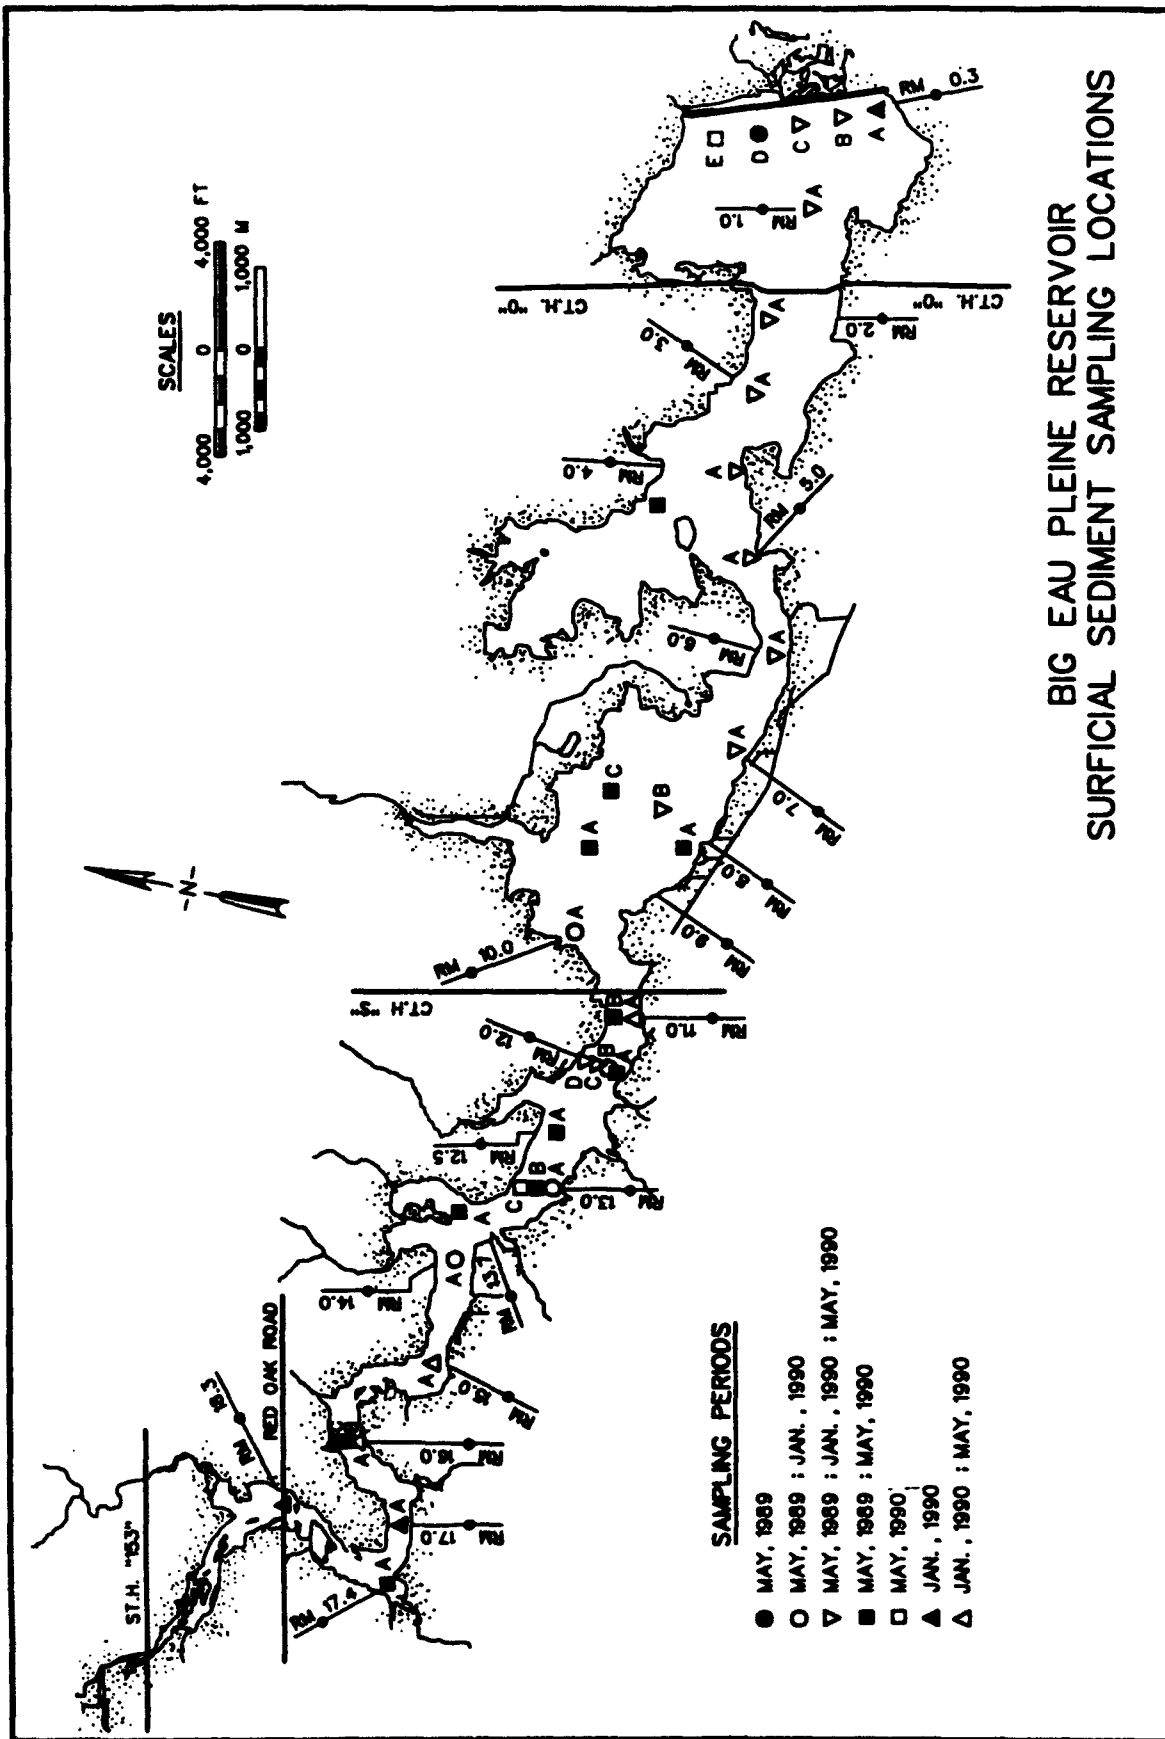 BIG EAU PLEINE RESERVOIR
SURFICIAL SEDIMENT SAMPLING LOCATIONS
SCALES
4,000 0 4,000 FT
1,000 0 1,000 M
-N-
ST.H. "153"
RED OAK ROAD
CT.H "S"
CT.H. "O"
CT.H. "O"
RM 18.3
RM 17.4
RM 17.0
RM 16.0
RM 15.0
RM 14.0
RM 13.7
RM 13.0
RM 12.5
RM 12.0
RM 11.0
RM 10.0
RM 9.0
RM 8.0
RM 7.0
RM 6.0
RM 5.0
RM 4.0
RM 3.0
RM 2.0
RM 1.0
RM 0.3
A
A
A
A
A
A
A
C
B
A
A
D
C
B
A
B
A
A
A
C
B
A
A
A
A
A
A
A
A
E
D
C
B
A
SAMPLING PERIODS
MAY, 1989
MAY, 1989 ; JAN., 1990
MAY, 1989 ; JAN., 1990 ; MAY, 1990
MAY, 1989 ; MAY, 1990
MAY, 1990
JAN., 1990
JAN., 1990 ; MAY, 1990